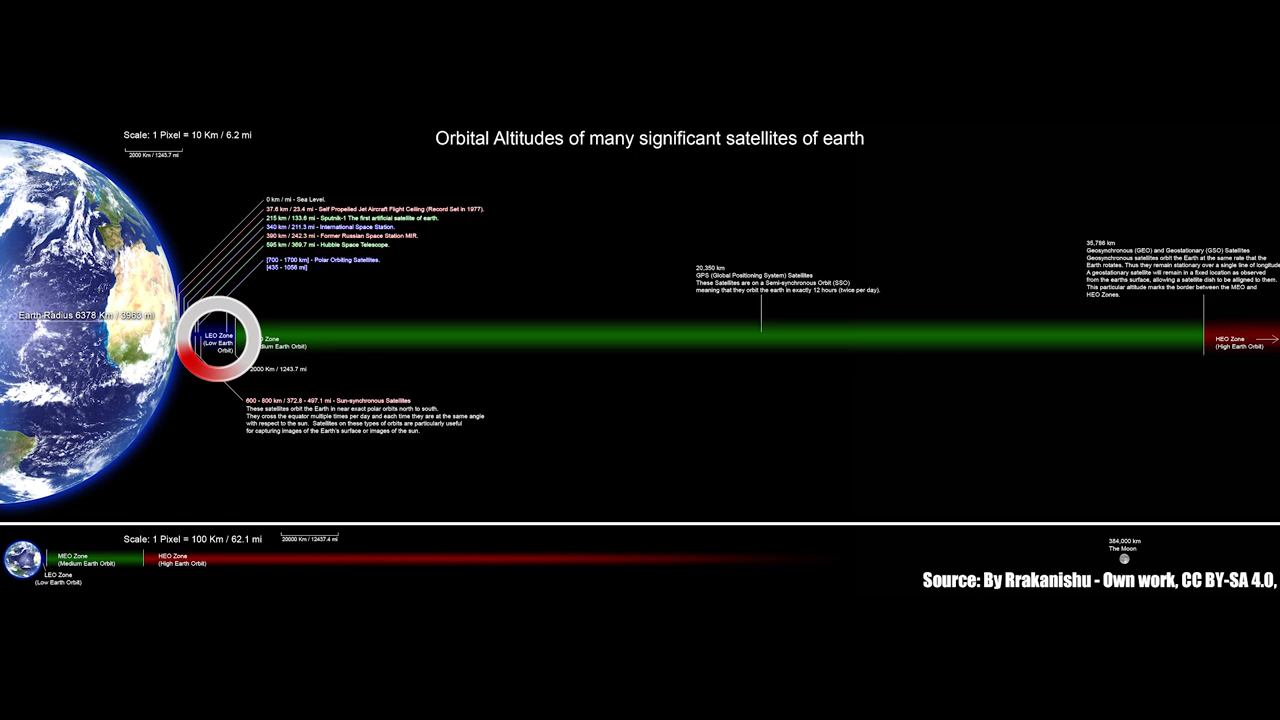 Scale: 1 Pixel = 10 Km / 6.2 mi
2000 Km / 1243.7 mi
Orbital Altitudes of many significant satellites of earth
0 km / mi - Sea Level.
37.6 km / 23.4 mi - Self Propelled Jet Aircraft Flight Ceiling (Record Set in 1977).
215 km / 133.6 mi - Sputnik-1 The first artificial satellite of earth.
340 km / 211.3 mi - International Space Station.
390 km / 242.3 mi - Former Russian Space Station MIR.
595 km / 369.7 mi - Hubble Space Telescope.
[700 - 1700 km] - Polar Orbiting Satellites.
[435 - 1056 mi]
20,350 km
GPS (Global Positioning System) Satellites
These Satellites are on a Semi-synchronous Orbit (SSO)
meaning that they orbit the earth in exactly 12 hours (twice per day).
35,786 km
Geosynchronous (GEO) and Geostationary (GSO) Satellites
Geosynchronous satellites orbit the Earth at the same rate that the
Earth rotates. Thus they remain stationary over a single line of longitude
A geostationary satellite will remain in a fixed location as observed
from the earths surface, allowing a satellite dish to be aligned to them.
This particular altitude marks the border between the MEO and
HEO Zones.
Earth Radius 6378 Km / 3963 mi
LEO Zone
(Low Earth
Orbit)
Zone
Earth Orbit)
HEO Zone
(High Earth Orbit)
2000 Km / 1243.7 mi
600 - 800 km / 372.8 - 497.1 mi - Sun-synchronous Satellites
These satellites orbit the Earth in near exact polar orbits north to south.
They cross the equator multiple times per day and each time they are at the same angle
with respect to the sun. Satellites on these types of orbits are particularly useful
for capturing images of the Earth's surface or images of the sun.
Scale: 1 Pixel = 100 Km / 62.1 mi
20000 Km / 12437.4 mi
MEO Zone
(Medium Earth Orbit)
HEO Zone
(High Earth Orbit)
LEO Zone
(Low Earth Orbit)
384,000 km
The Moon
Source: By Rrakanishu - Own work, CC BY-SA 4.0,